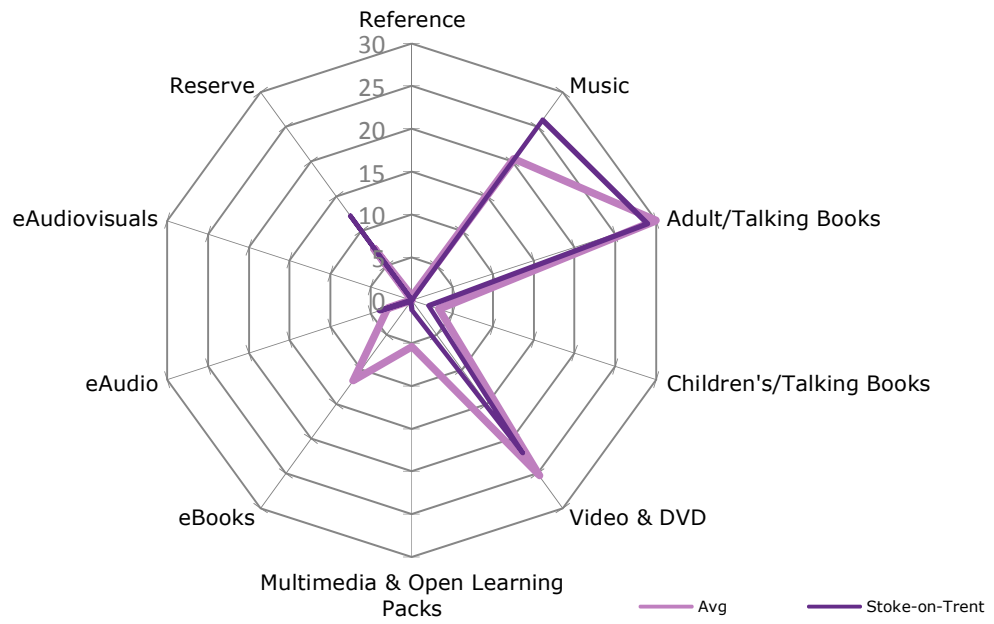 Reference
30
Reserve
Music
25
20
15
eAudiovisuals
10
Adult/Talking Books
5
0
eAudio
Children's/Talking Books
eBooks
Video & DVD
Multimedia & Open Learning
Packs
Avg
Stoke-on-Trent